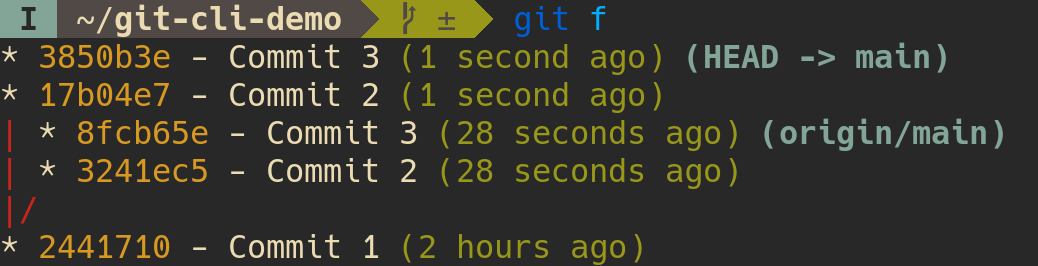 I ~/git-cli-demo ± git f
* 3850b3e - Commit 3 (1 second ago) (HEAD -> main)
* 17b04e7 - Commit 2 (1 second ago)
| * 8fcb65e - Commit 3 (28 seconds ago) (origin/main)
| * 3241ec5 - Commit 2 (28 seconds ago)
|/
* 2441710 - Commit 1 (2 hours ago)